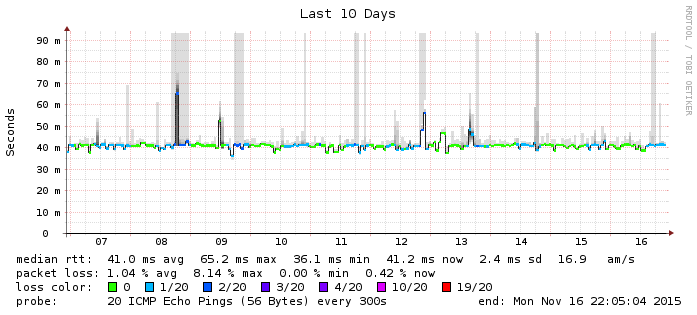 Last 10 Days
RRDTOOL / TOBI OETIKER
Seconds
90 m
80 m
70 m
60 m
50 m
40 m
30 m
20 m
10 m
0
07 08 09 10 11 12 13 14 15 16
median rtt: 41.0 ms avg 65.2 ms max 36.1 ms min 41.2 ms now 2.4 ms sd 16.9 am/s
packet loss: 1.04 % avg 8.14 % max 0.00 % min 0.42 % now
loss color: 0 1/20 2/20 3/20 4/20 10/20 19/20
probe: 20 ICMP Echo Pings (56 Bytes) every 300s end: Mon Nov 16 22:05:04 2015